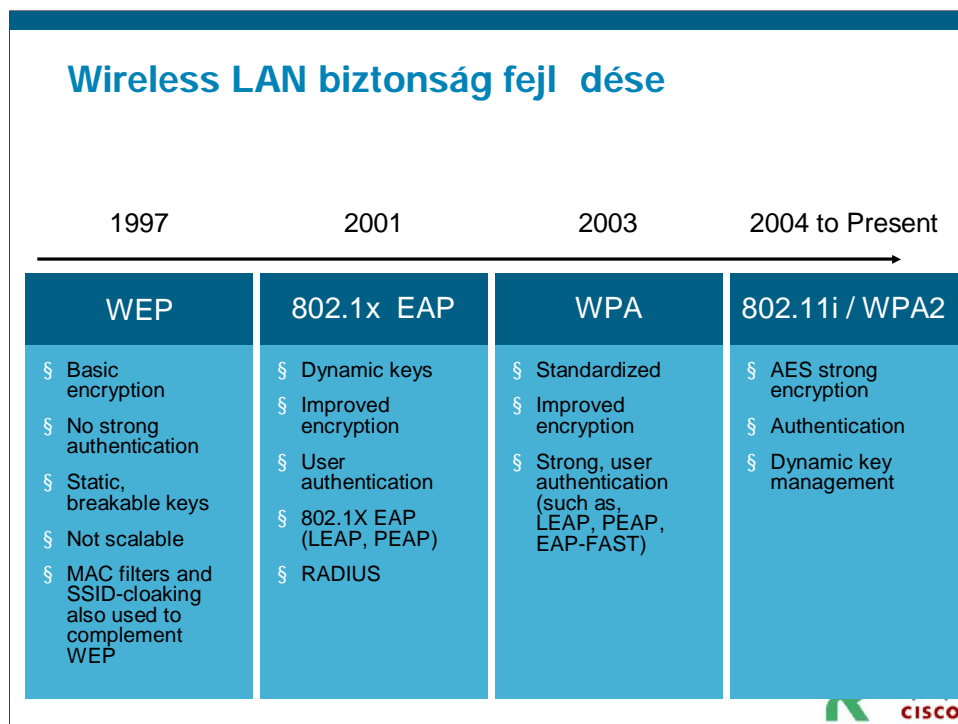 Wireless LAN biztonság fejl dése
1997
2001
2003
2004 to Present
WEP
§ Basic
encryption
§ No strong
authentication
§ Static,
breakable keys
§ Not scalable
§ MAC filters and
SSID-cloaking
also used to
complement
WEP
802.1x EAP
§ Dynamic keys
§ Improved
encryption
§ User
authentication
§ 802.1X EAP
(LEAP, PEAP)
§ RADIUS
WPA
§ Standardized
§ Improved
encryption
§ Strong, user
authentication
(such as,
LEAP, PEAP,
EAP-FAST)
802.11i / WPA2
§ AES strong
encryption
§ Authentication
§ Dynamic key
management
CISCO